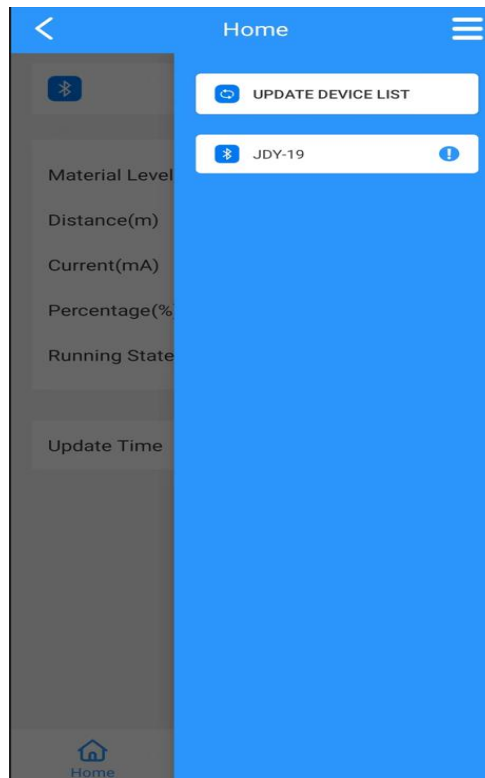 Home
UPDATE DEVICE LIST
JDY-19
Material Level
Distance(m)
Current(mA)
Percentage(%
Running State
Update Time
Home